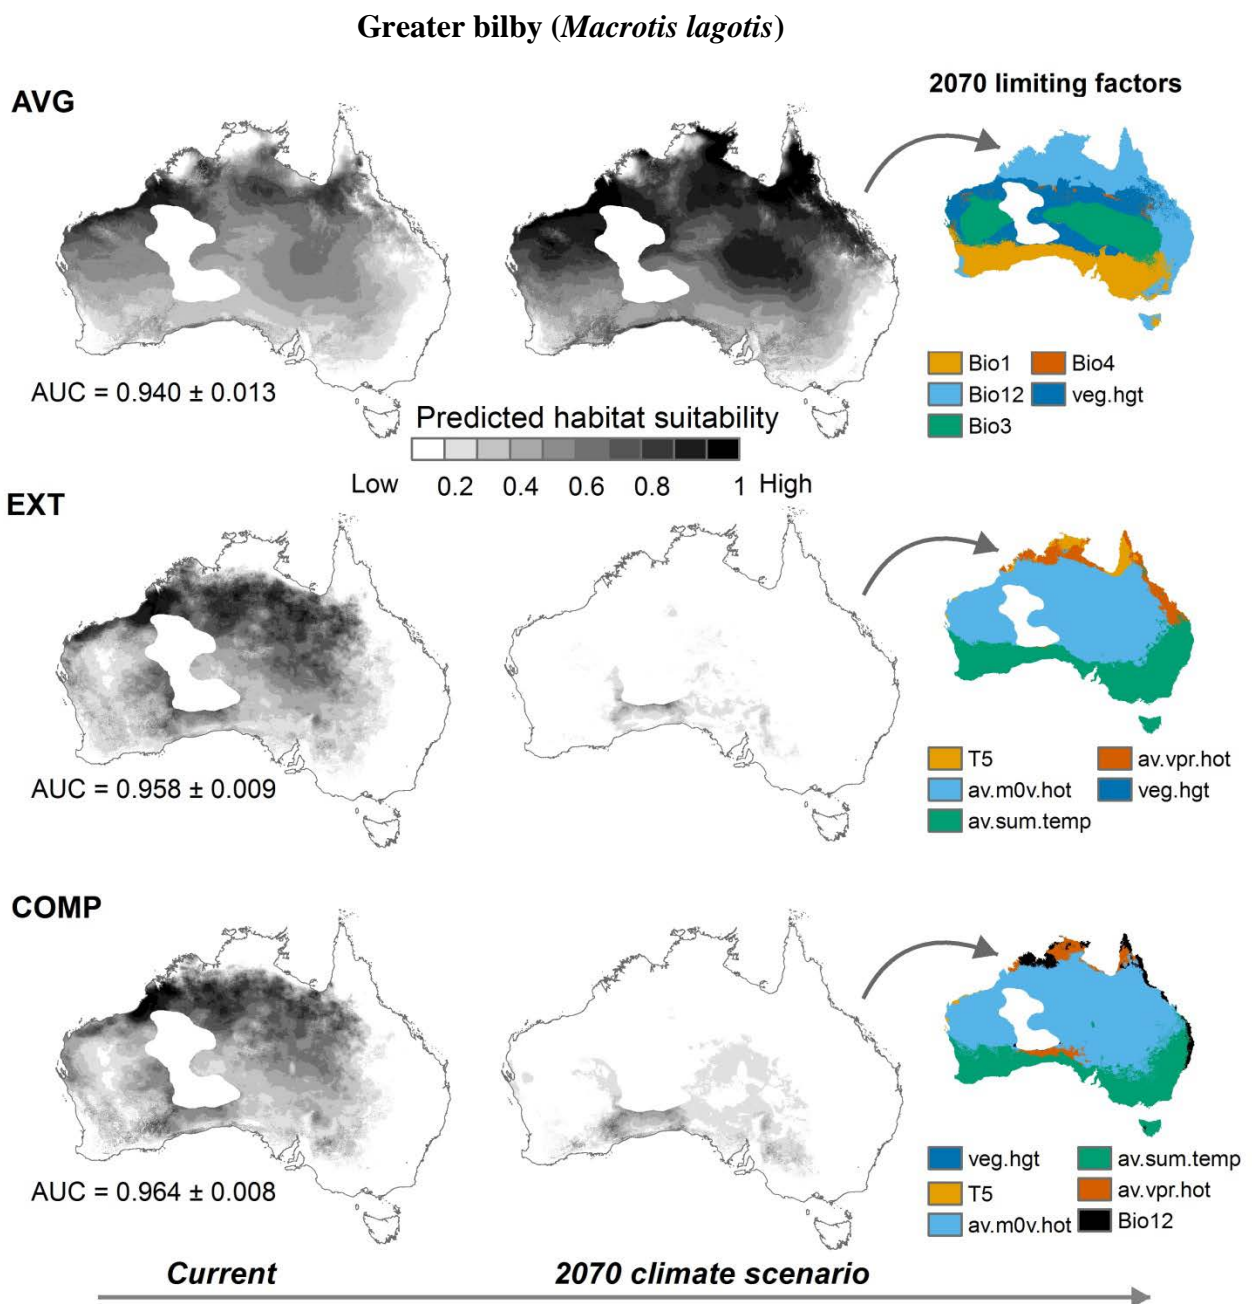 Greater bilby (Macrotis lagotis)
AVG
2070 limiting factors
AUC = 0.940 ± 0.013
Bio1
Bio4
Bio12
veg.hgt
Bio3
Predicted habitat suitability
Low 0.2 0.4 0.6 0.8 1 High
EXT
AUC = 0.958 ± 0.009
T5
av.vpr.hot
av.m0v.hot
veg.hgt
av.sum.temp
COMP
AUC = 0.964 ± 0.008
veg.hgt
av.sum.temp
T5
av.vpr.hot
av.m0v.hot
Bio12
Current
2070 climate scenario